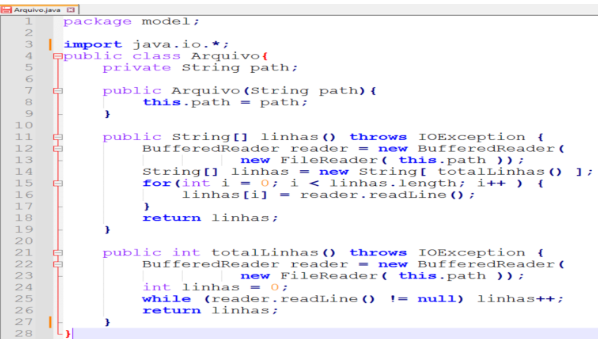 Arquivo.java
1 package model;
2
3 import java.io.*;
4 public class Arquivo{
5     private String path;
6
7     public Arquivo(String path){
8         this.path = path;
9     }
10
11     public String[] linhas() throws IOException {
12         BufferedReader reader = new BufferedReader(
13                 new FileReader( this.path ));
14         String[] linhas = new String[ totalLinhas() ];
15         for(int i = 0; i < linhas.length; i++ ) {
16             linhas[i] = reader.readLine();
17         }
18         return linhas;
19     }
20
21     public int totalLinhas() throws IOException {
22         BufferedReader reader = new BufferedReader(
23                 new FileReader( this.path ));
24         int linhas = 0;
25         while (reader.readLine() != null) linhas++;
26         return linhas;
27     }
28 }